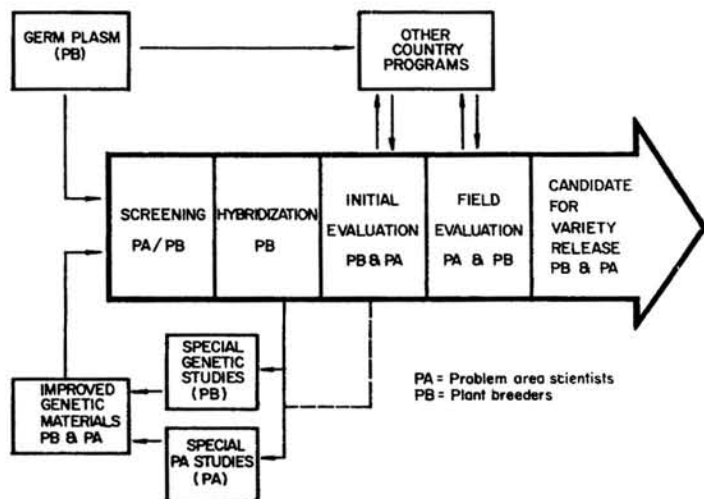 GERM PLASM
(PB)
OTHER
COUNTRY
PROGRAMS
SCREENING
PA / PB
HYBRIDIZATION
PB
INITIAL
EVALUATION
PB & PA
FIELD
EVALUATION
PA & PB
CANDIDATE
FOR
VARIETY
RELEASE
PB & PA
SPECIAL
GENETIC
STUDIES
(PB)
IMPROVED
GENETIC
MATERIALS
PB & PA
SPECIAL
PA STUDIES
(PA)
PA = Problem area scientists
PB = Plant breeders